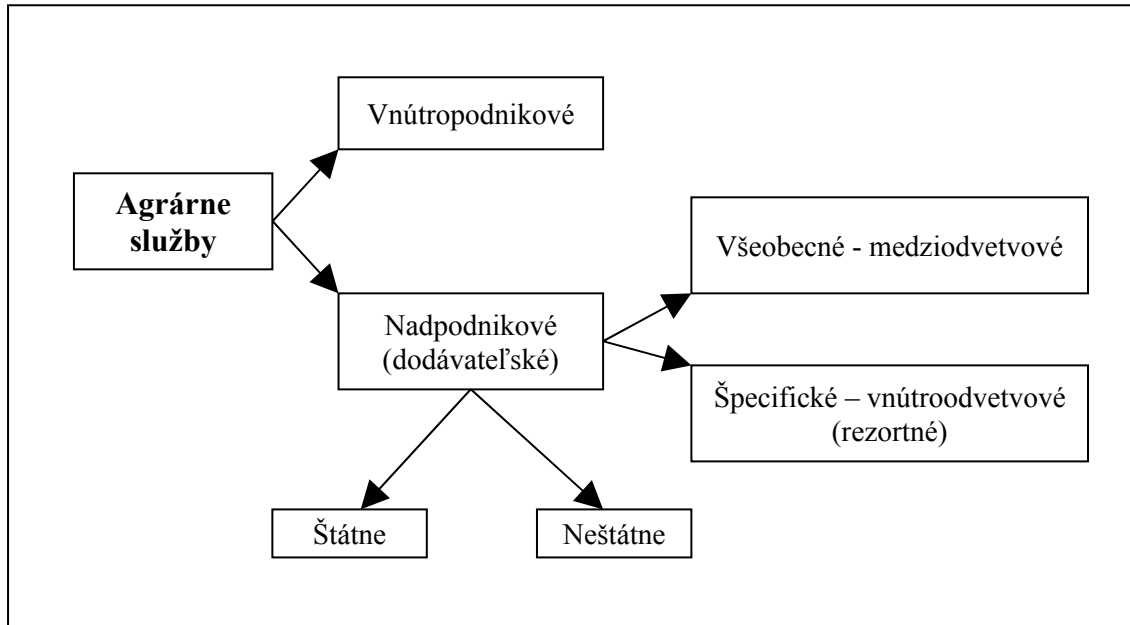 Vnútropodnikové
Agrárne
služby
Všeobecné - medziodvetvové
Nadpodnikové
(dodávateľské)
Špecifické – vnútroodvetvové
(rezortné)
Štátne
Neštátne